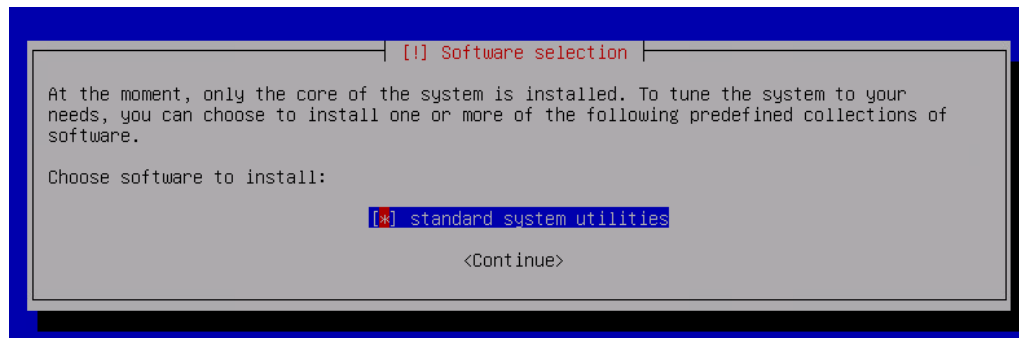 [!] Software selection
At the moment, only the core of the system is installed. To tune the system to your
needs, you can choose to install one or more of the following predefined collections of
software.
Choose software to install:
[*] standard system utilities
<Continue>